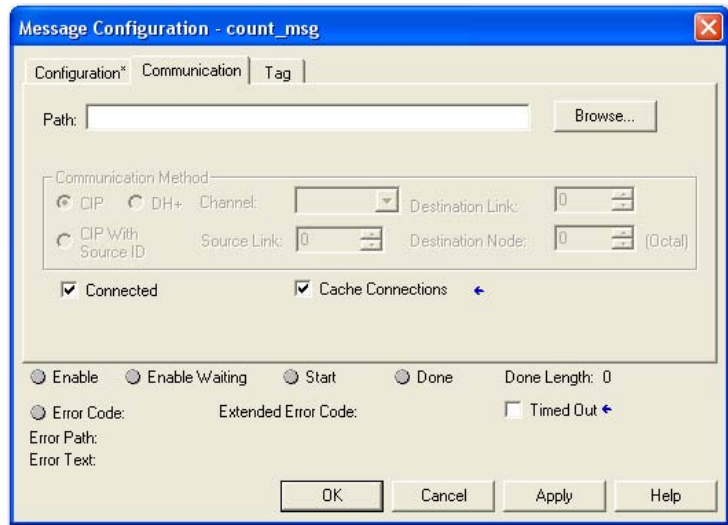 Message Configuration - count_msg
Configuration* Communication Tag
Path: Browse...
Communication Method
CIP DH+ Channel: Destination Link: 0
CIP With Source ID Source Link: 0 Destination Node: 0 (Octal)
Connected Cache Connections ←
Enable Enable Waiting Start Done Done Length: 0
Error Code: Extended Error Code: Timed Out ←
Error Path:
Error Text:
OK Cancel Apply Help